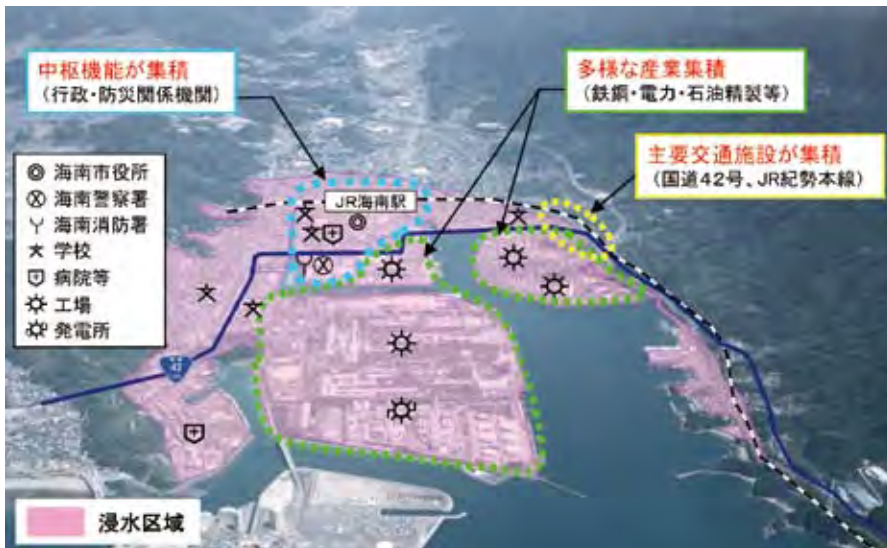 中枢機能が集積
(行政・防災関係機関)
多様な産業集積
(鉄鋼・電力・石油精製等)
主要交通施設が集積
(国道42号、JR紀勢本線)
海南市役所
海南警察署
海南消防署
学校
病院等
工場
発電所
JR海南駅
42
浸水区域